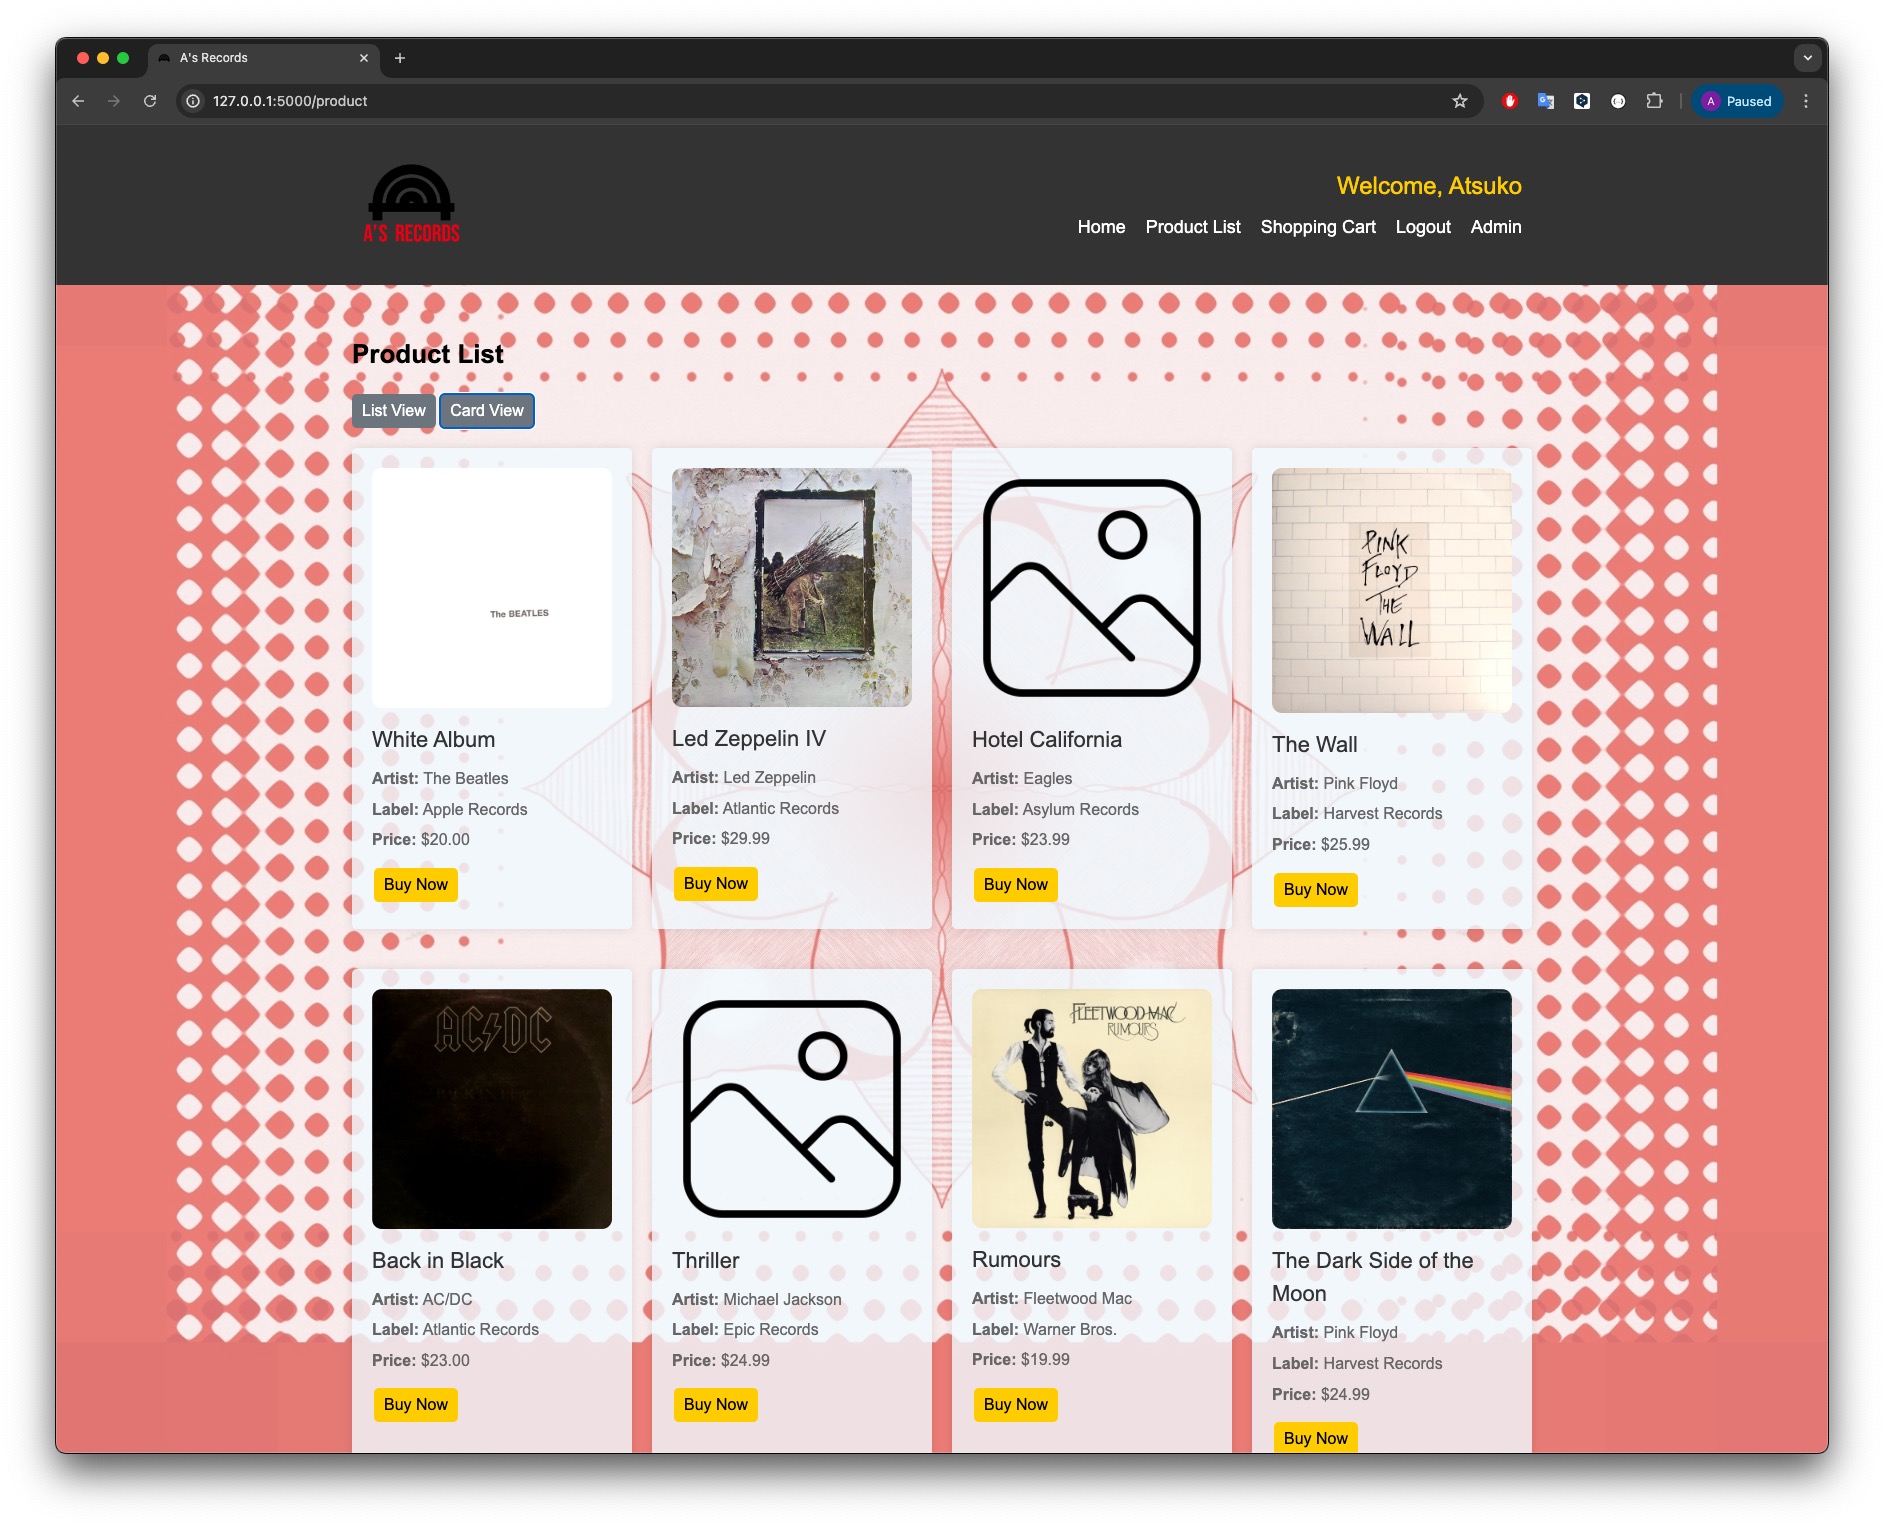 A's Records
127.0.0.1:5000/product
A Paused
A'S RECORDS
Welcome, Atsuko
Home Product List Shopping Cart Logout Admin
Product List
List View Card View
The BEATLES
PINK
FLOYD
THE
WALL
White Album
Artist: The Beatles
Label: Apple Records
Price: $20.00
Buy Now
Led Zeppelin IV
Artist: Led Zeppelin
Label: Atlantic Records
Price: $29.99
Buy Now
Hotel California
Artist: Eagles
Label: Asylum Records
Price: $23.99
Buy Now
The Wall
Artist: Pink Floyd
Label: Harvest Records
Price: $25.99
Buy Now
AC/DC
BACK IN BLACK
FLEETWOOD MAC
RUMOURS
Back in Black
Artist: AC/DC
Label: Atlantic Records
Price: $23.00
Buy Now
Thriller
Artist: Michael Jackson
Label: Epic Records
Price: $24.99
Buy Now
Rumours
Artist: Fleetwood Mac
Label: Warner Bros.
Price: $19.99
Buy Now
The Dark Side of the
Moon
Artist: Pink Floyd
Label: Harvest Records
Price: $24.99
Buy Now